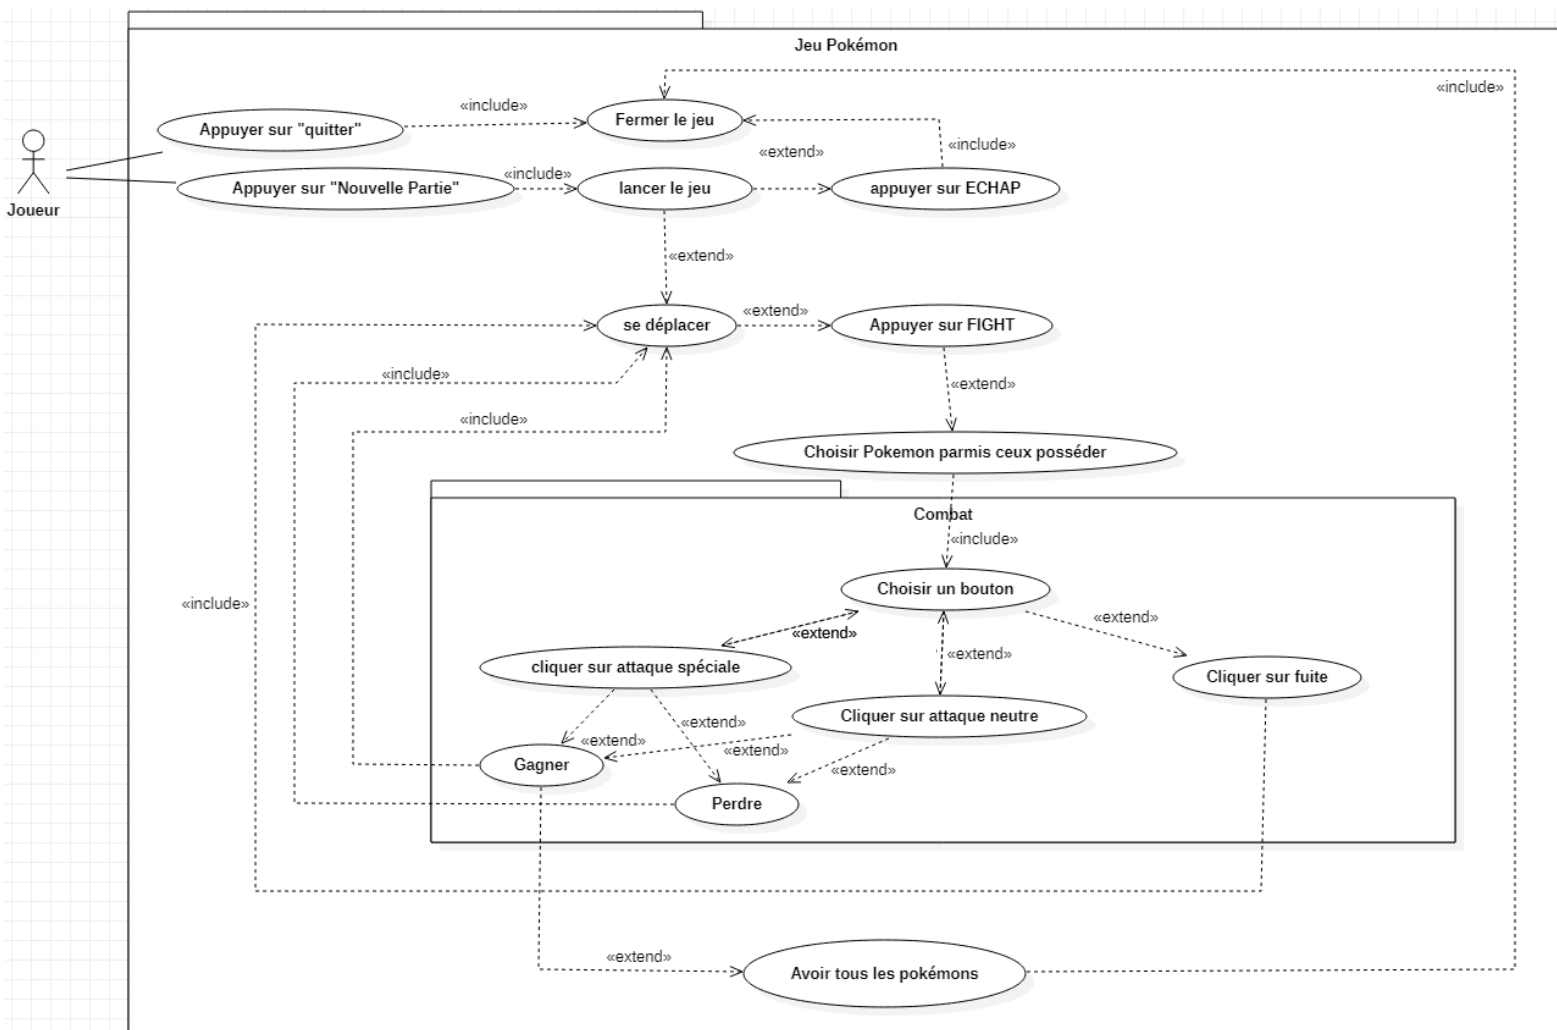 Jeu Pokémon
«include»
«include»
Appuyer sur "quitter"
Fermer le jeu
«include»
«extend»
«include»
Appuyer sur "Nouvelle Partie"
lancer le jeu
appuyer sur ECHAP
Joueur
«extend»
«extend»
se déplacer
Appuyer sur FIGHT
«include»
«extend»
«include»
Choisir Pokemon parmis ceux posséder
Combat
«include»
Choisir un bouton
«include»
«extend»
«extend»
«extend»
cliquer sur attaque spéciale
Cliquer sur fuite
Cliquer sur attaque neutre
«extend»
«extend»
«extend»
Gagner
«extend»
Perdre
«extend»
Avoir tous les pokémons